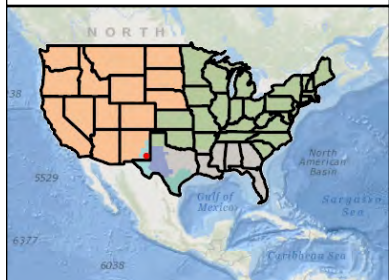 NORTH
38
5529
North
American
Basin
Gulf of
Mexico
Sargasso
Sea
6377
6038
Caribbean Sea